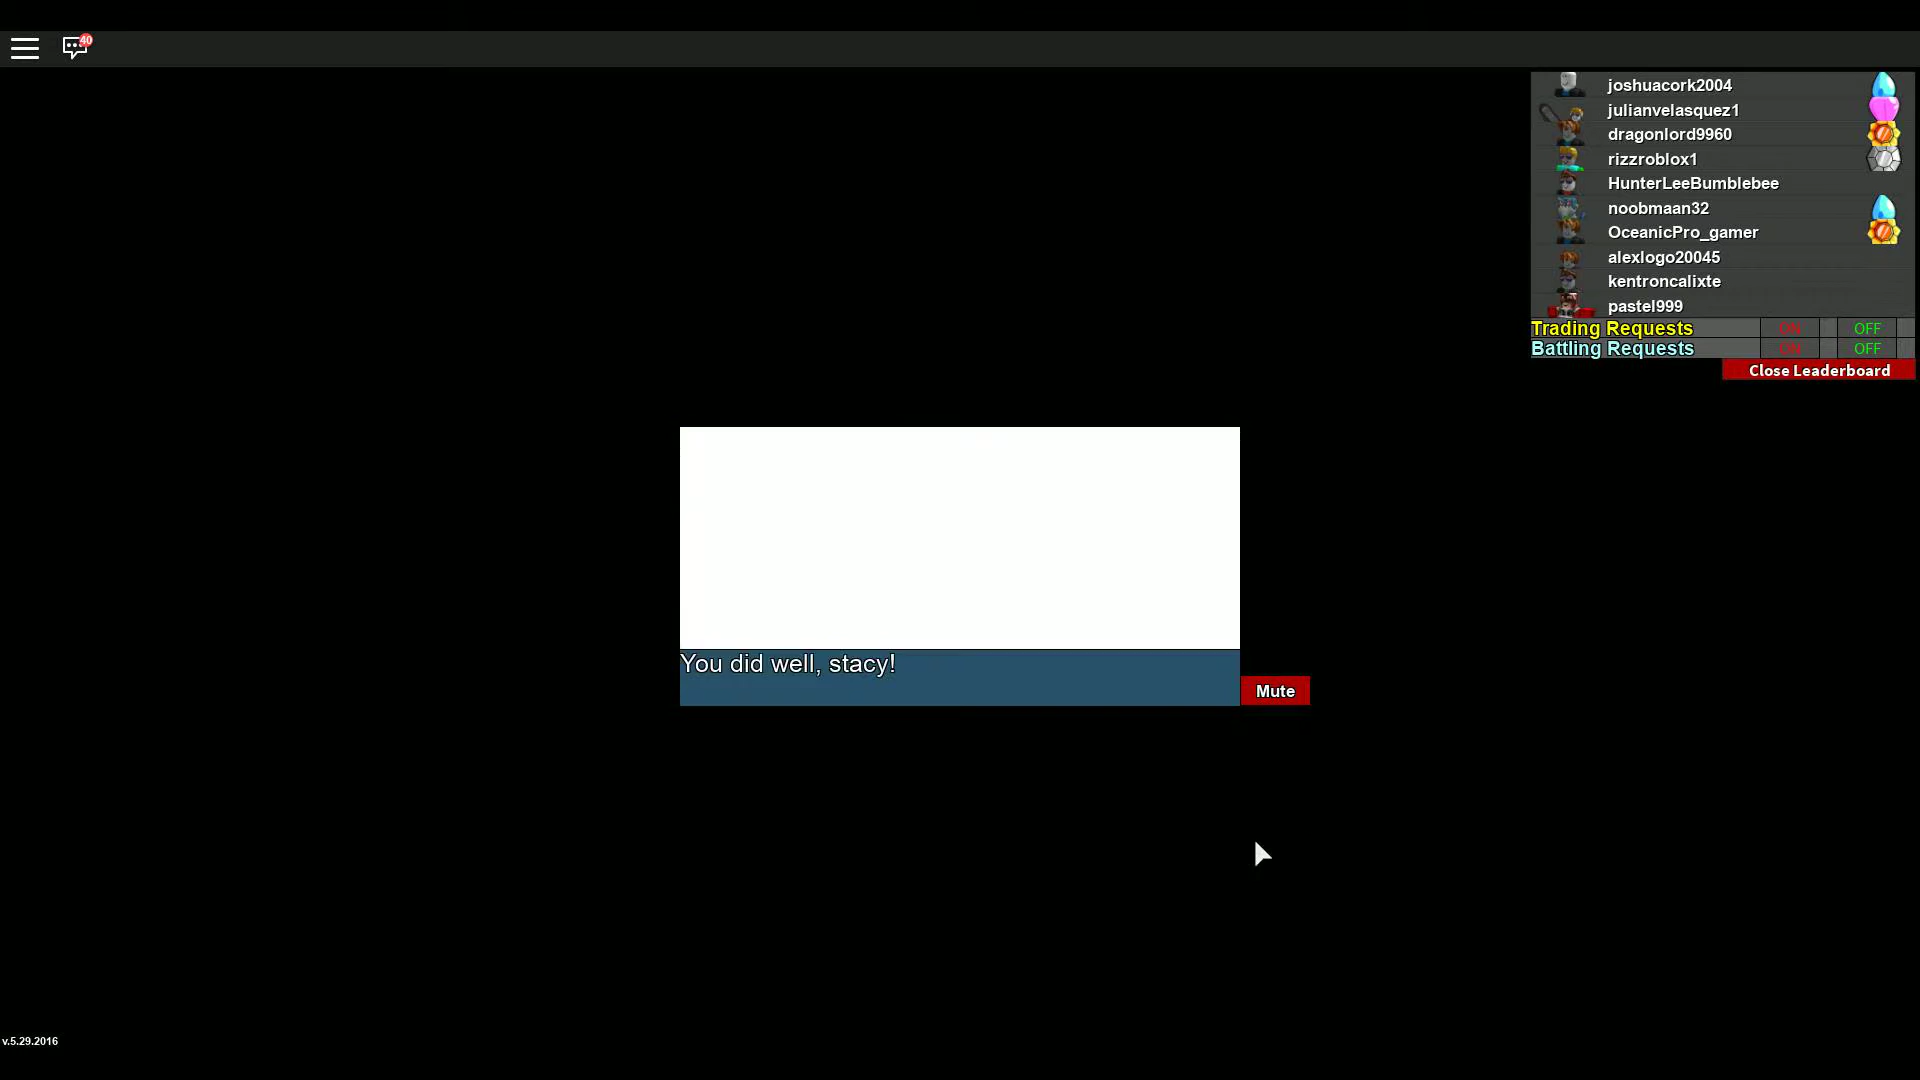 40
joshuacork2004
julianvelasquez1
dragonlord9960
rizzroblox1
HunterLeeBumblebee
noobmaan32
OceanicPro_gamer
alexlogo20045
kentroncalixte
pastel999
Trading Requests ON OFF
Battling Requests ON OFF
Close Leaderboard
You did well, stacy!
Mute
v.5.29.2016